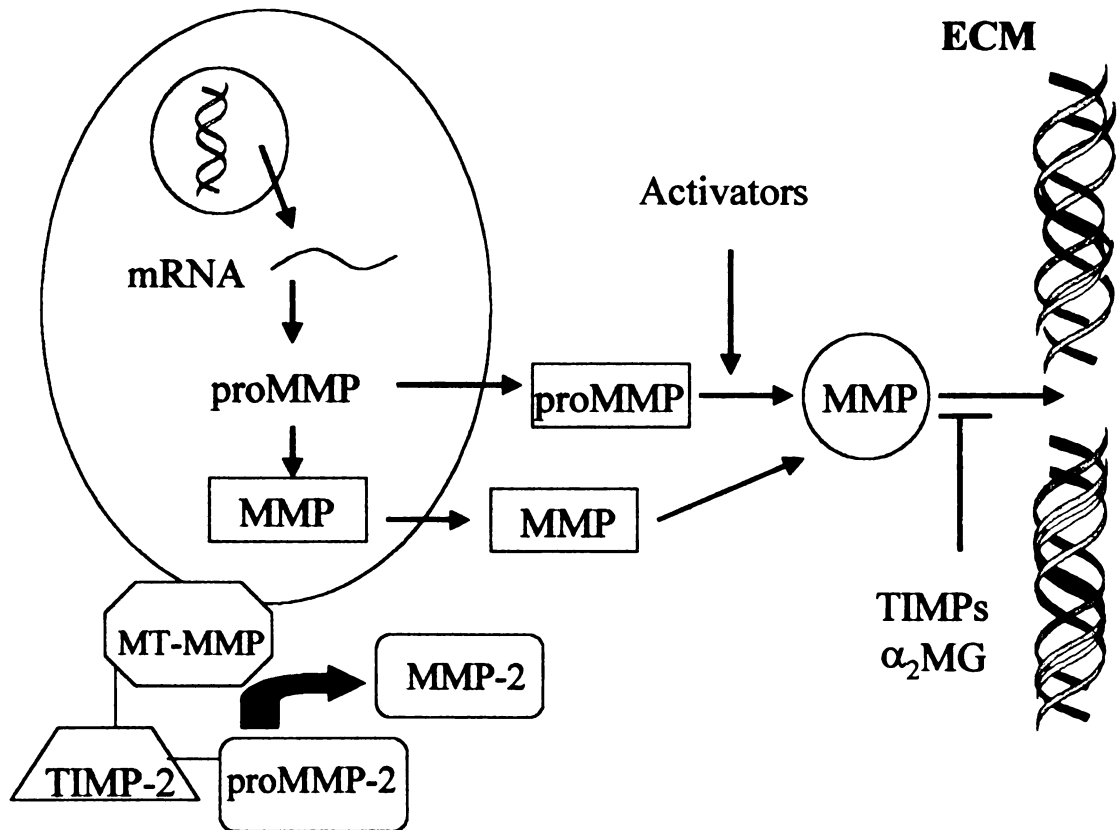 ECM
Activators
mRNA
proMMP
proMMP
MMP
MMP
MMP
TIMPs
α₂MG
MT-MMP
MMP-2
TIMP-2
proMMP-2